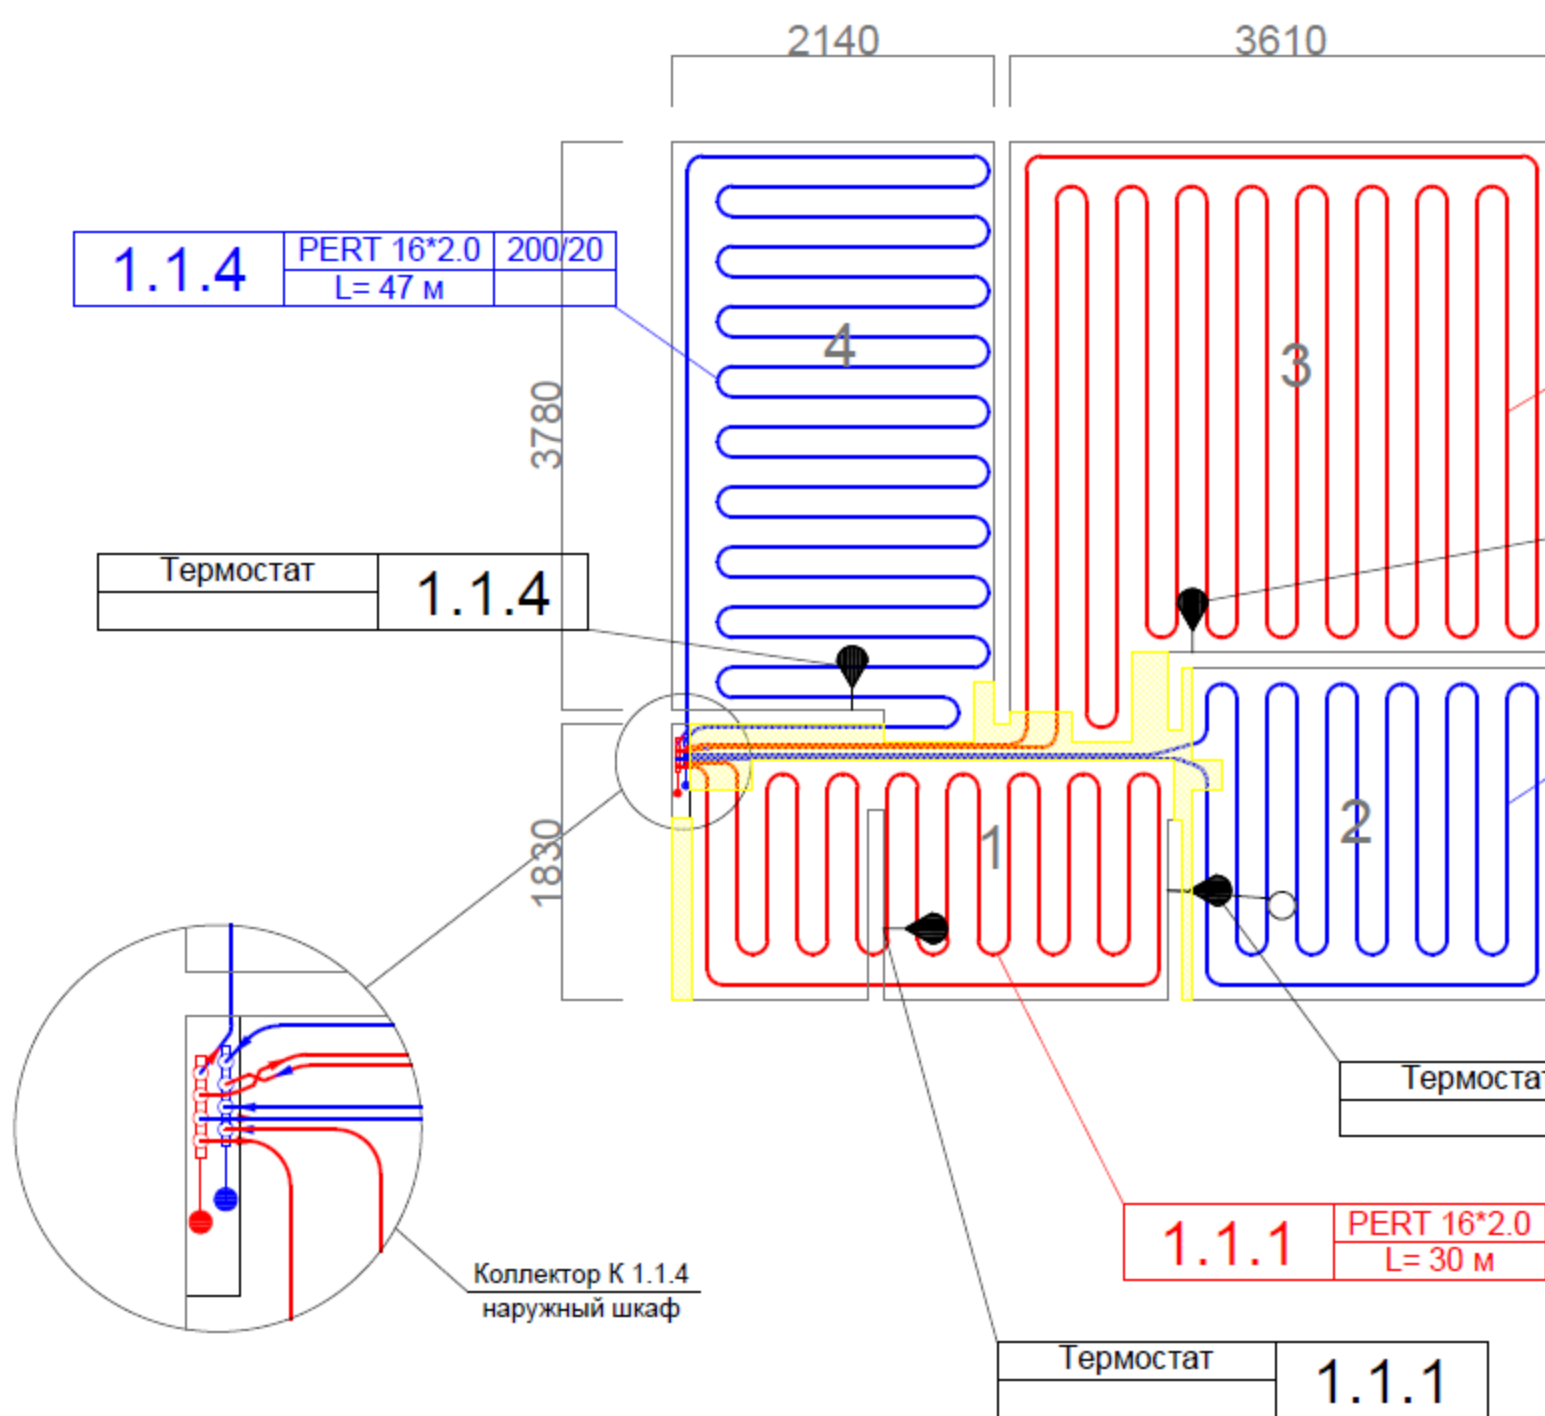 2140
3610
1.1.4
PERT 16*2.0
200/20
L= 47 м
4
3
3780
Термостат
1.1.4
1830
1
2
Термостат
1.1.1
PERT 16*2.0
L= 30 м
Коллектор К 1.1.4
наружный шкаф
Термостат
1.1.1